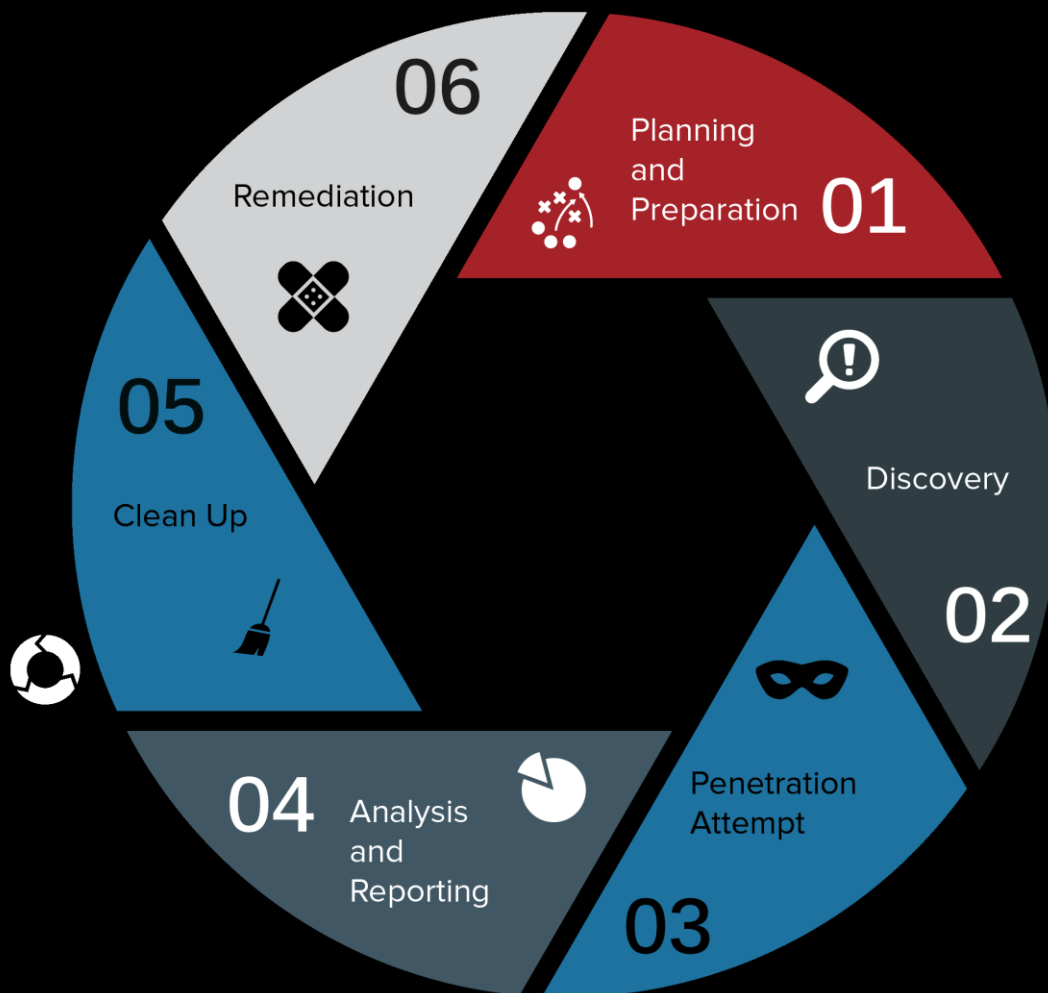 01
Planning
and
Preparation
02
Discovery
03
Penetration
Attempt
04
Analysis
and
Reporting
05
Clean Up
06
Remediation